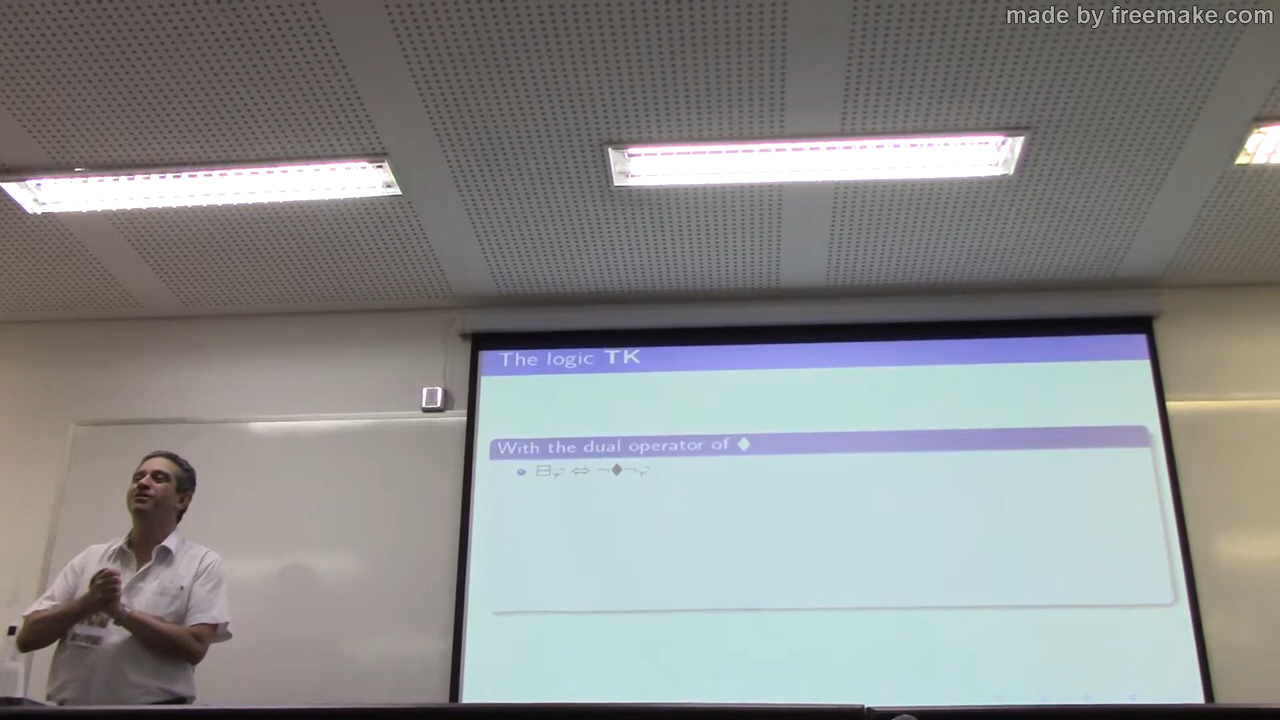 made by freemake.com
The logic TK
With the dual operator of ♦
⊟φ ⇔ ¬♦¬φ